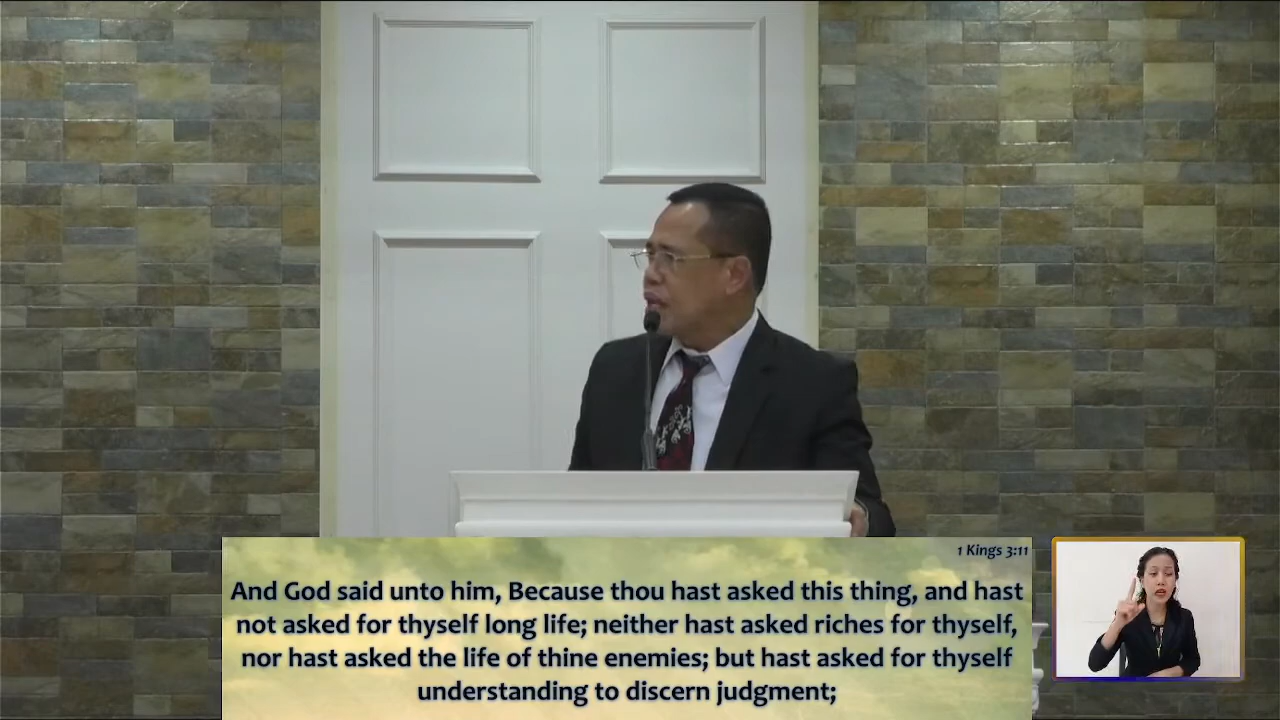 1 Kings 3:11
And God said unto him, Because thou hast asked this thing, and hast
not asked for thyself long life; neither hast asked riches for thyself,
nor hast asked the life of thine enemies; but hast asked for thyself
understanding to discern judgment;